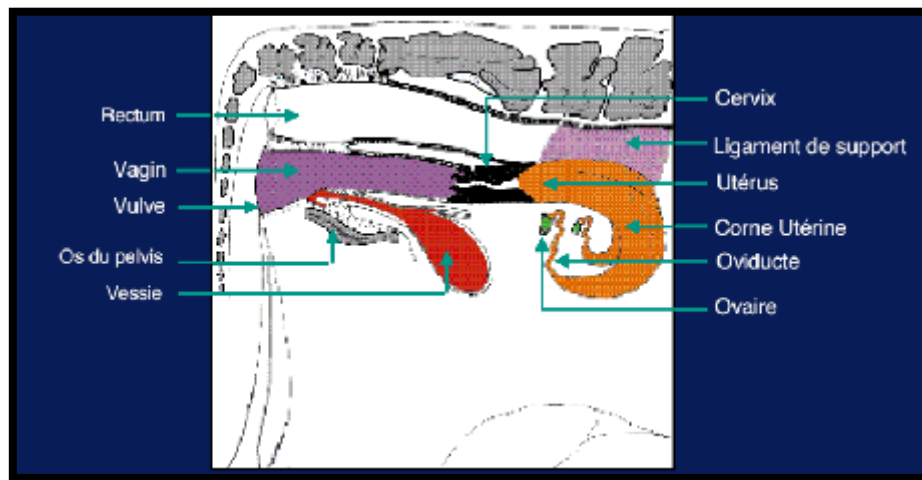 Rectum
Vagin
Vulve
Os du pelvis
Vessie
Cervix
Ligament de support
Utérus
Corne Utérine
Oviducte
Ovaire